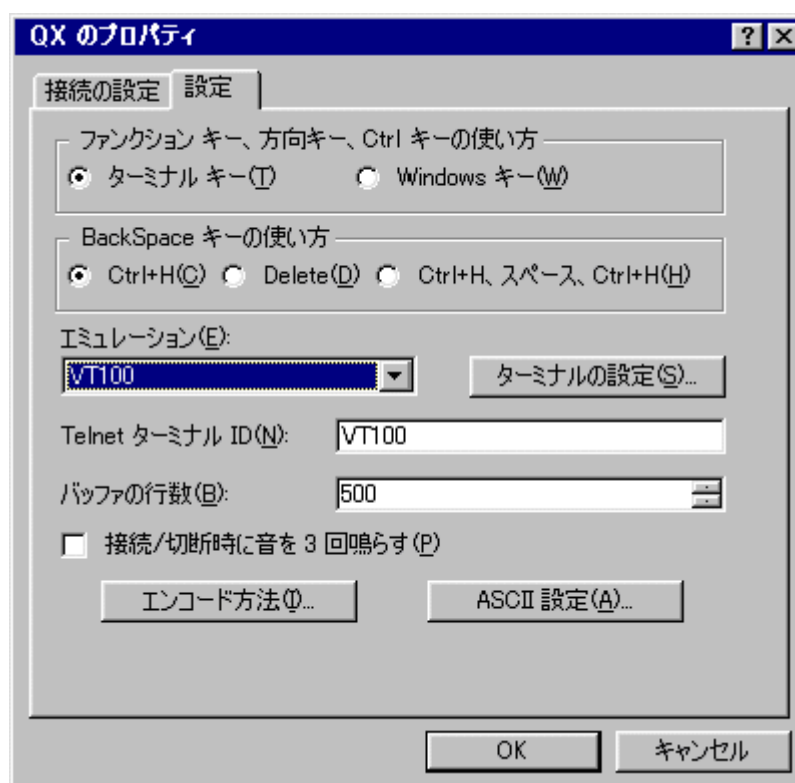 QX のプロパティ
接続の設定 設定
ファンクション キー、方向キー、Ctrl キーの使い方
ターミナル キー(T) Windows キー(W)
BackSpace キーの使い方
Ctrl+H(C) Delete(D) Ctrl+H、スペース、Ctrl+H(H)
エミュレーション(E):
VT100 ターミナルの設定(S)...
Telnet ターミナル ID(N): VT100
バッファの行数(B): 500
接続/切断時に音を 3 回鳴らす(P)
エンコード方法(I)... ASCII 設定(A)...
OK キャンセル